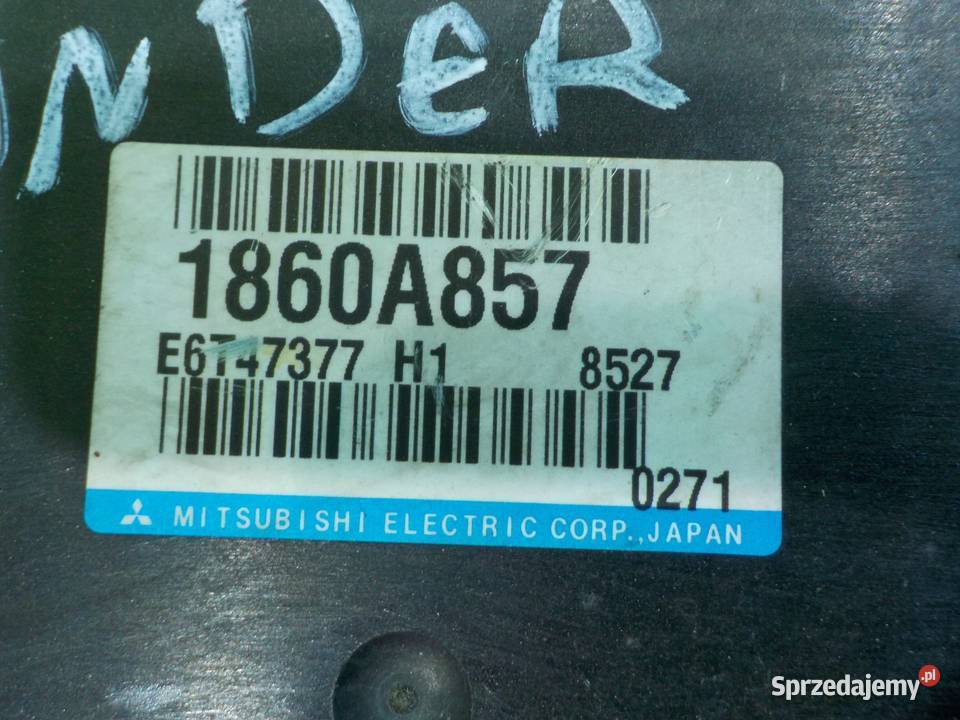 NDER
1860A857
E6T47377 H1 8527
0271
MITSUBISHI ELECTRIC CORP.,JAPAN
Sprzedajemy.pl